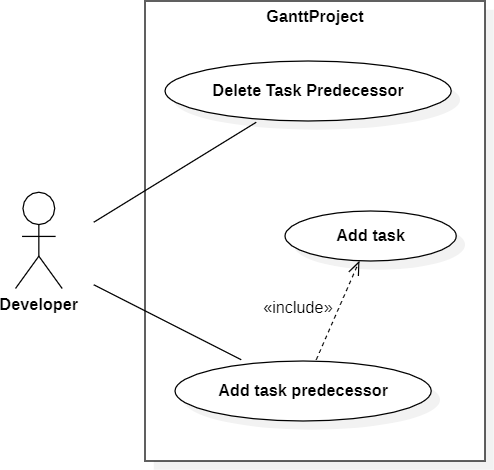 GanttProject
Delete Task Predecessor
Add task
«include»
Developer
Add task predecessor